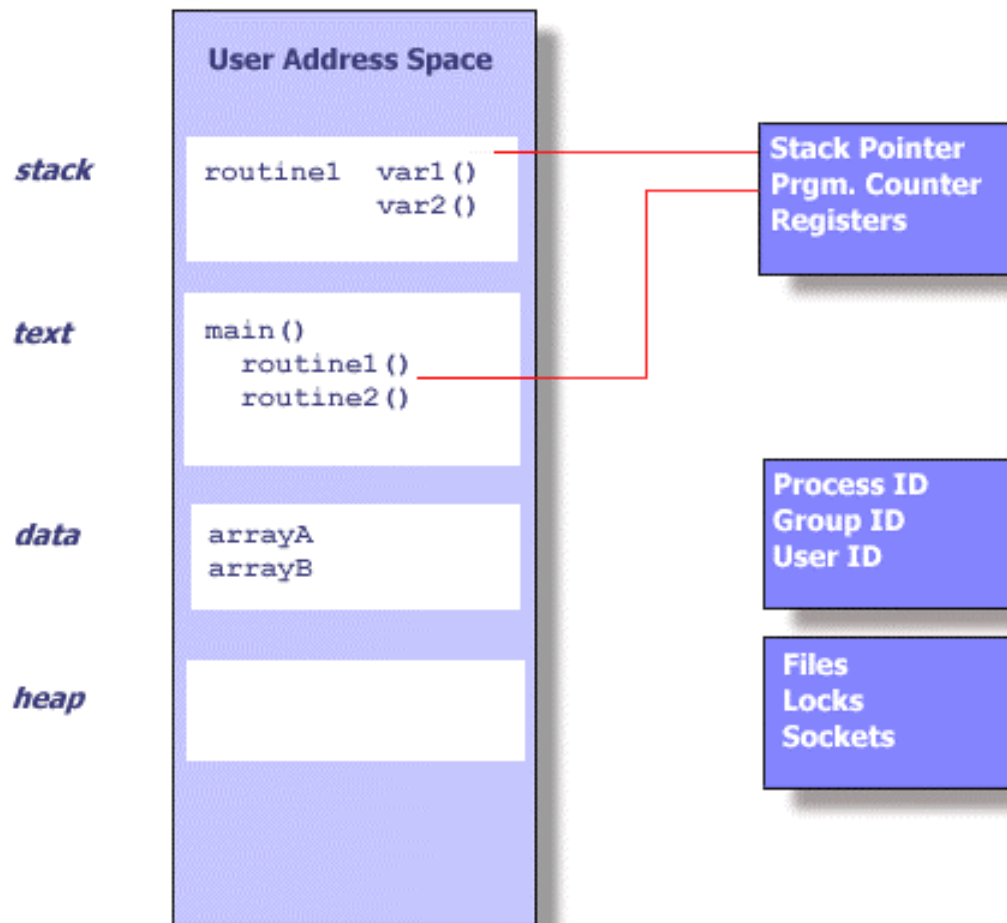 User Address Space
stack
routine1 var1()
var2()
text
main()
routine1()
routine2()
data
arrayA
arrayB
heap
Stack Pointer
Prgm. Counter
Registers
Process ID
Group ID
User ID
Files
Locks
Sockets